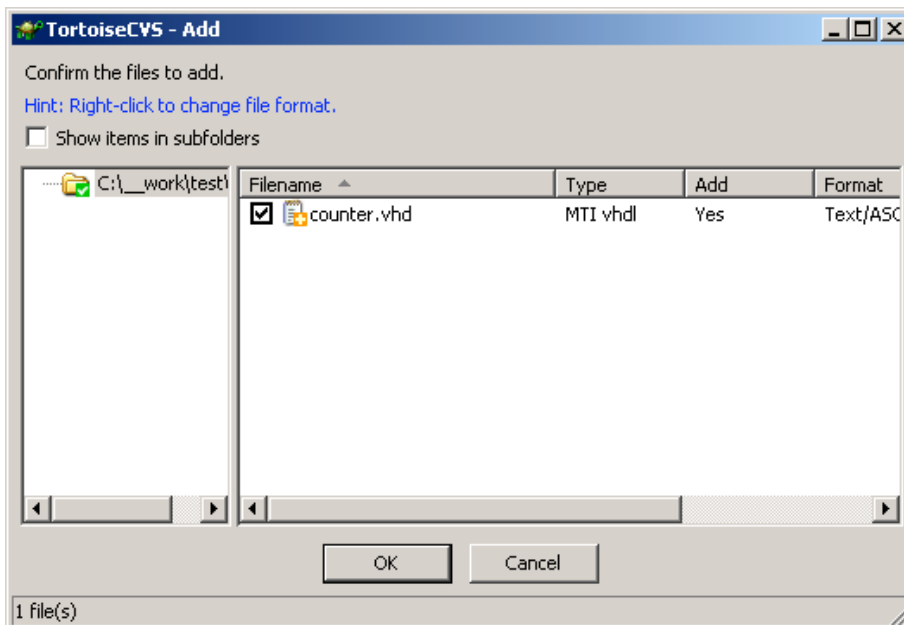 TortoiseCVS - Add
Confirm the files to add.
Hint: Right-click to change file format.
Show items in subfolders
C:\__work\test\ Filename Type Add Format
counter.vhd MTI vhdl Yes Text/ASC
OK Cancel
1 file(s)